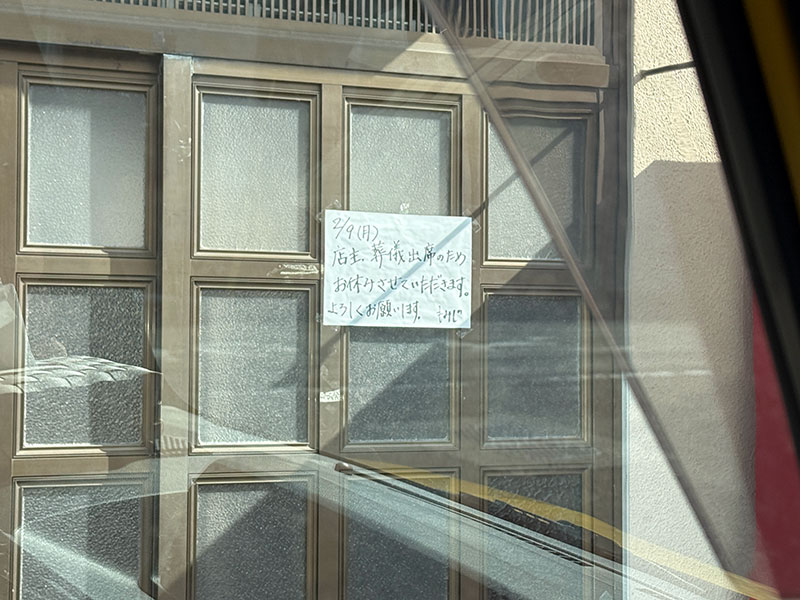 2/9(月)
店主、葬儀出席のため
お休みさせていただきます。
よろしくお願いします。